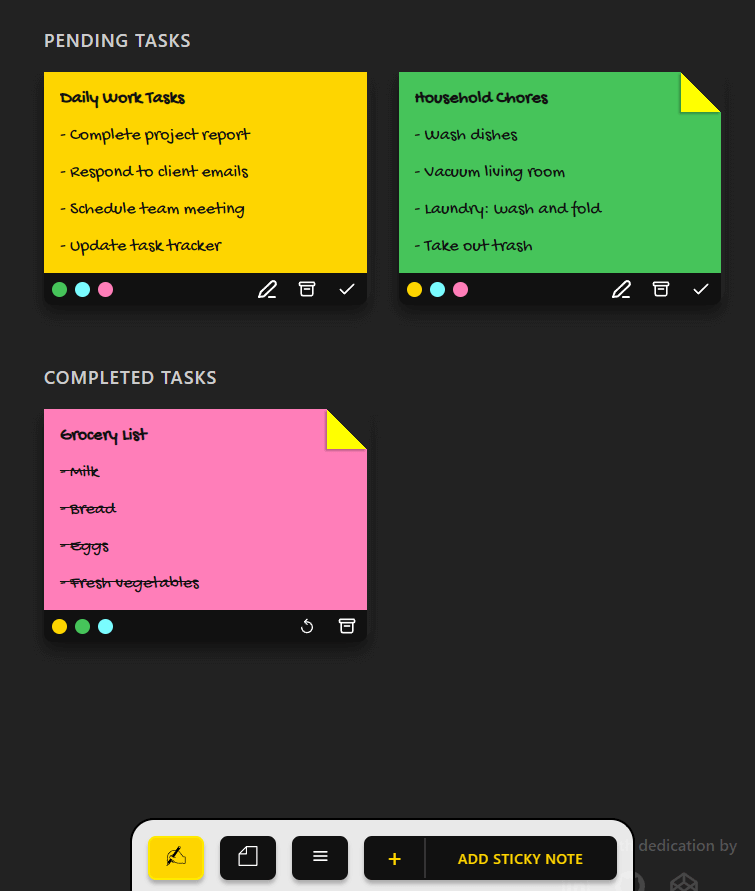 PENDING TASKS
Daily Work Tasks
- Complete project report
- Respond to client emails
- Schedule team meeting
- Update task tracker
Household Chores
- Wash dishes
- Vacuum living room
- Laundry: Wash and fold
- Take out trash
COMPLETED TASKS
Grocery List
- Milk
- Bread
- Eggs
- Fresh vegetables
dedication by
+ ADD STICKY NOTE